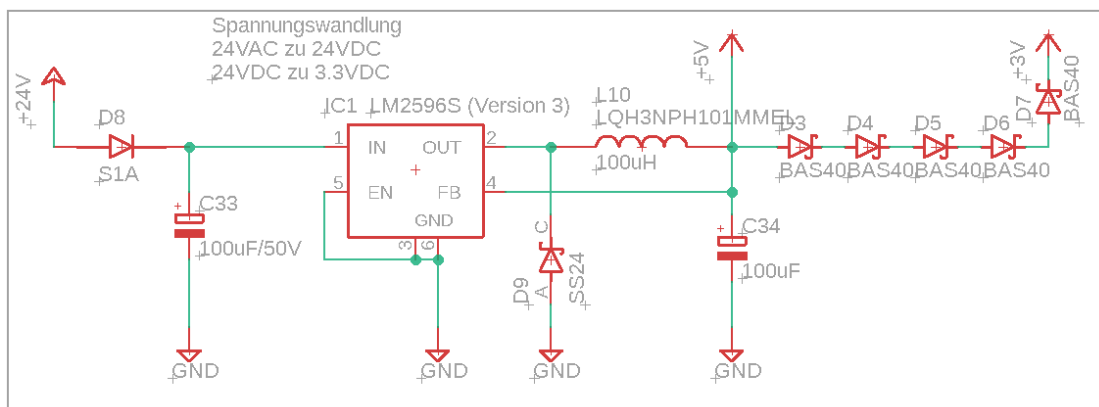 Spannungswandlung
24VAC zu 24VDC
24VDC zu 3.3VDC
+24V
D8
S1A
C33
100uF/50V
GND
IC1 LM2596S (Version 3)
1 IN OUT 2
5 EN FB 4
GND
3 6
GND
C
D9
A
SS24
GND
L10
LQH3NPH101MMEL
100uH
+5V
C34
100uF
GND
D3 D4 D5 D6
BAS40 BAS40 BAS40 BAS40
+3V
D7
BAS40